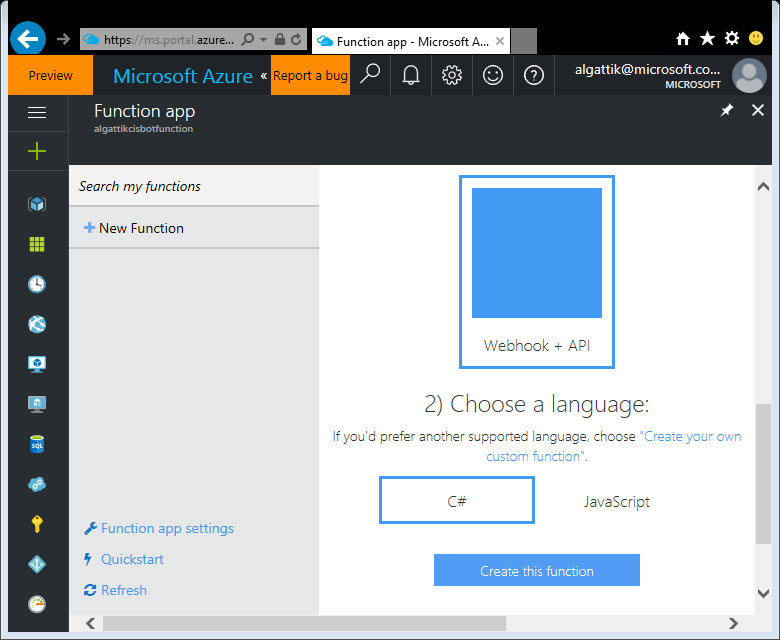 https://ms.portal.azure...
Function app - Microsoft A...
Preview
Microsoft Azure «
Report a bug
algattik@microsoft.co...
MICROSOFT
Function app
algattikcisbotfunction
Search my functions
New Function
Webhook + API
2) Choose a language:
If you'd prefer another supported language, choose "Create your own
custom function".
C#
JavaScript
SQL
Function app settings
Quickstart
Refresh
Create this function